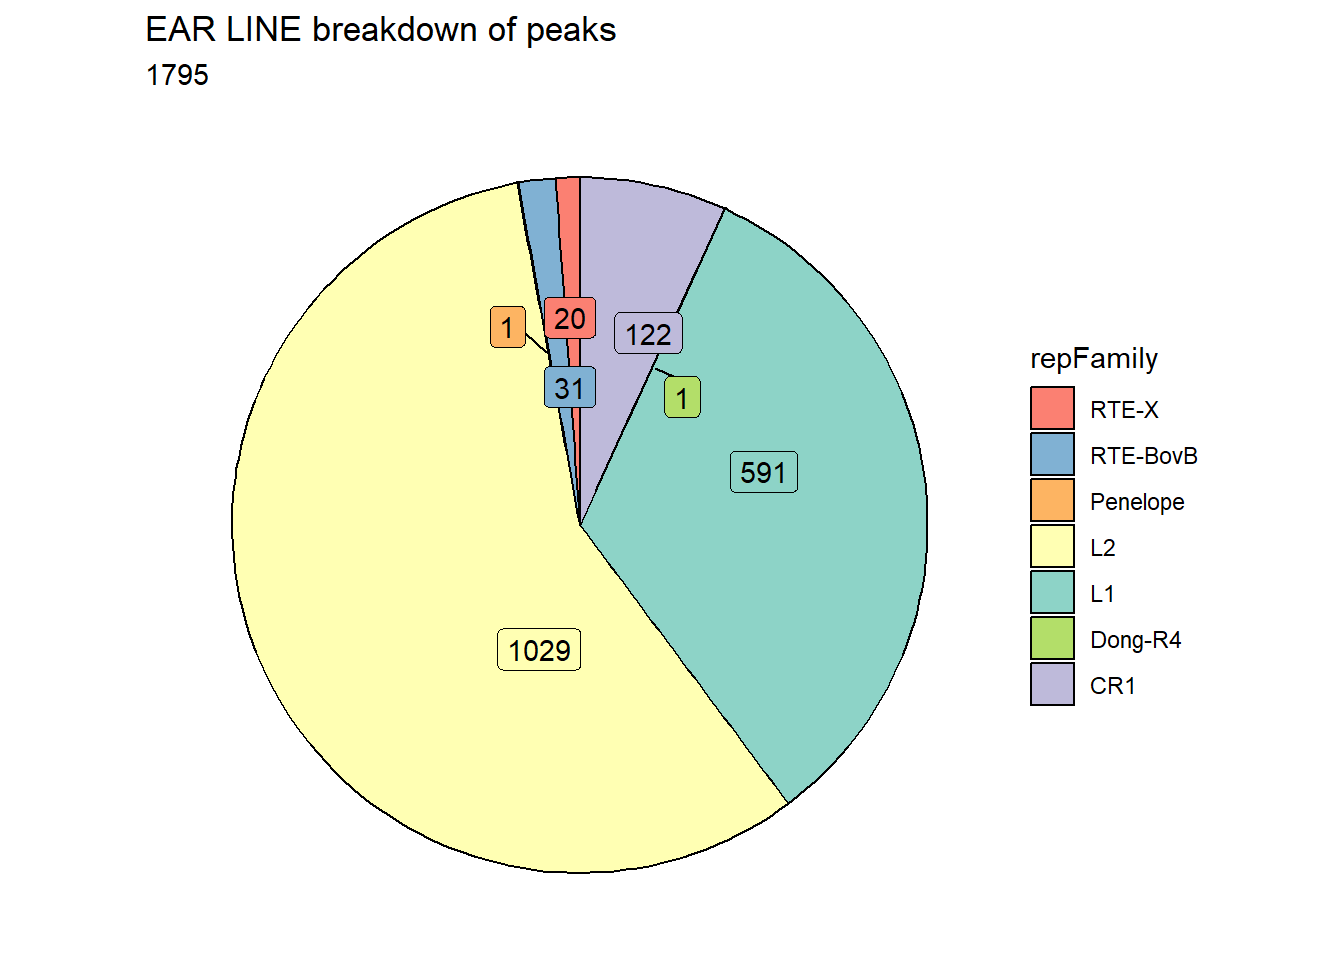 EAR LINE breakdown of peaks
1795
20
1
122
31
1
591
1029
repFamily
RTE-X
RTE-BovB
Penelope
L2
L1
Dong-R4
CR1